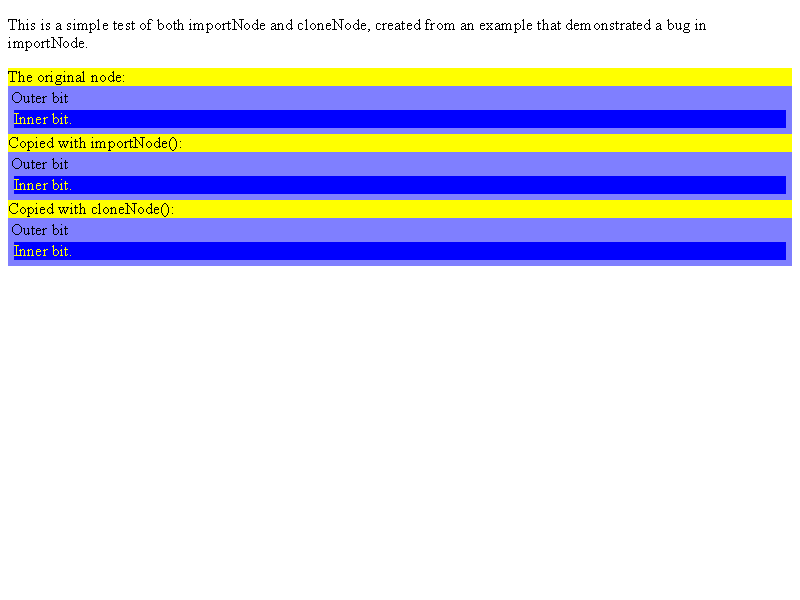 This is a simple test of both importNode and cloneNode, created from an example that demonstrated a bug in
importNode.
The original node:
Outer bit
Inner bit.
Copied with importNode():
Outer bit
Inner bit.
Copied with cloneNode():
Outer bit
Inner bit.